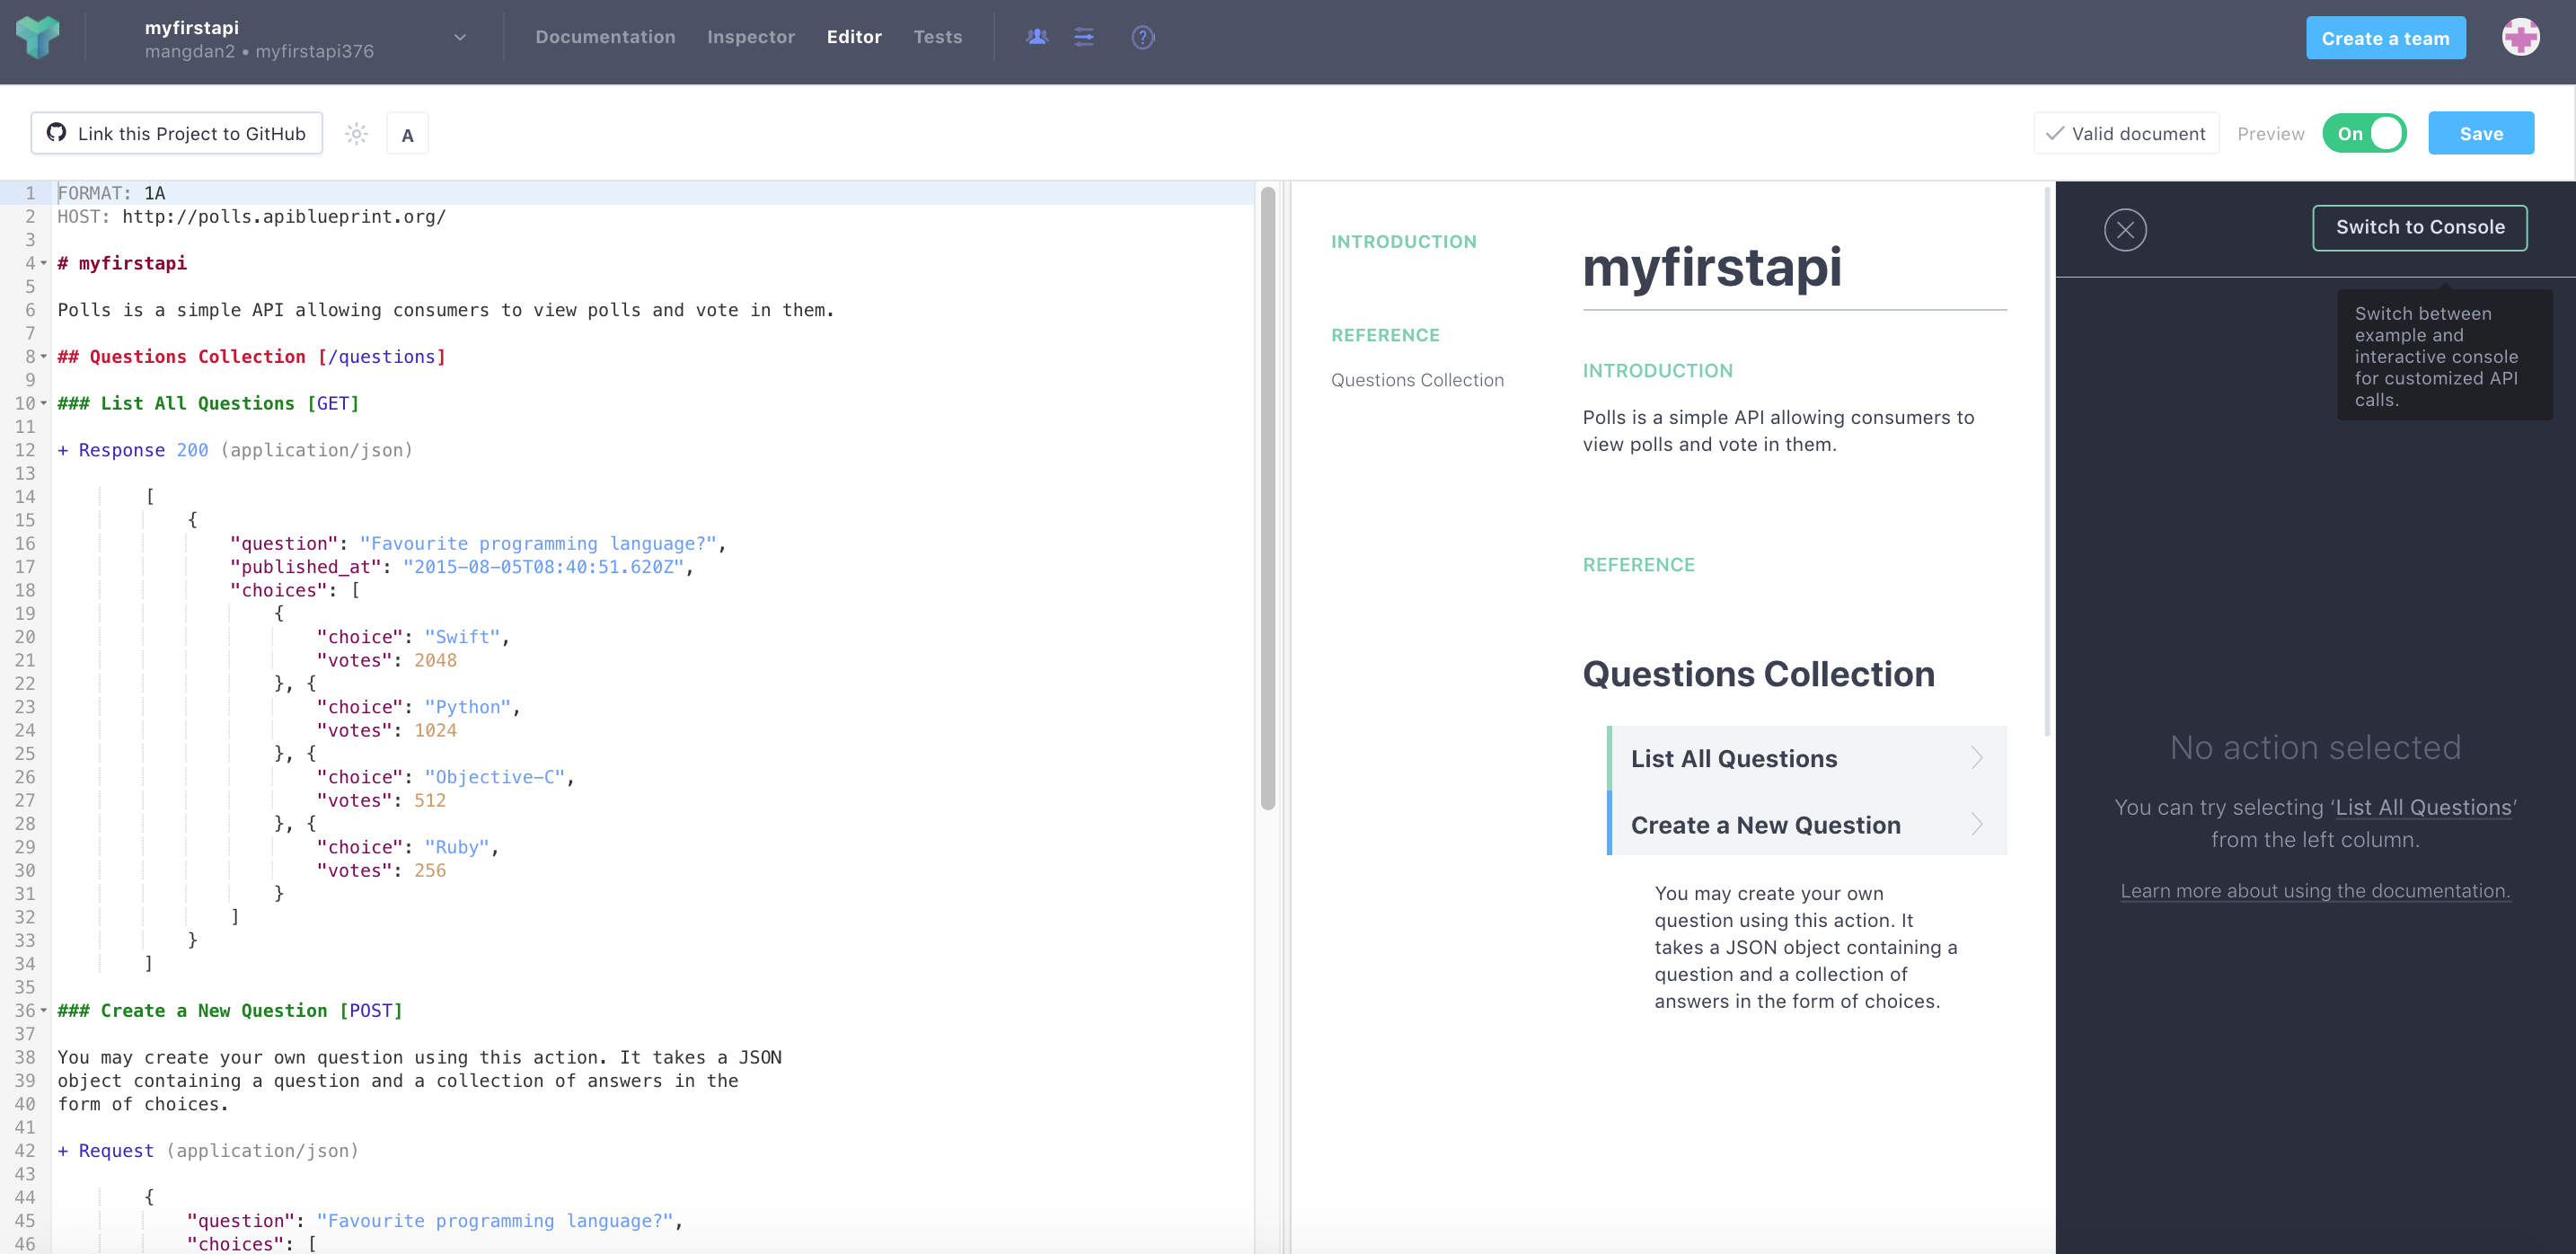 myfirstapi
mangdan2 • myfirstapi376
Documentation
Inspector
Editor
Tests
?
Create a team
Link this Project to GitHub
A
Valid document
Preview
On
Save
1 FORMAT: 1A
2 HOST: http://polls.apiblueprint.org/
3
4 # myfirstapi
5
6 Polls is a simple API allowing consumers to view polls and vote in them.
7
8 ## Questions Collection [/questions]
9
10 ### List All Questions [GET]
11
12 + Response 200 (application/json)
13
14 [
15 {
16 "question": "Favourite programming language?",
17 "published_at": "2015-08-05T08:40:51.620Z",
18 "choices": [
19 {
20 "choice": "Swift",
21 "votes": 2048
22 }, {
23 "choice": "Python",
24 "votes": 1024
25 }, {
26 "choice": "Objective-C",
27 "votes": 512
28 }, {
29 "choice": "Ruby",
30 "votes": 256
31 }
32 ]
33 }
34 ]
35
36 ### Create a New Question [POST]
37
38 You may create your own question using this action. It takes a JSON
39 object containing a question and a collection of answers in the
40 form of choices.
41
42 + Request (application/json)
43
44 {
45 "question": "Favourite programming language?",
46 "choices": [
INTRODUCTION
REFERENCE
Questions Collection
myfirstapi
INTRODUCTION
Polls is a simple API allowing consumers to
view polls and vote in them.
REFERENCE
Questions Collection
List All Questions
Create a New Question
You may create your own
question using this action. It
takes a JSON object containing a
question and a collection of
answers in the form of choices.
Switch to Console
Switch between
example and
interactive console
for customized API
calls.
No action selected
You can try selecting ‘List All Questions’
from the left column.
Learn more about using the documentation.